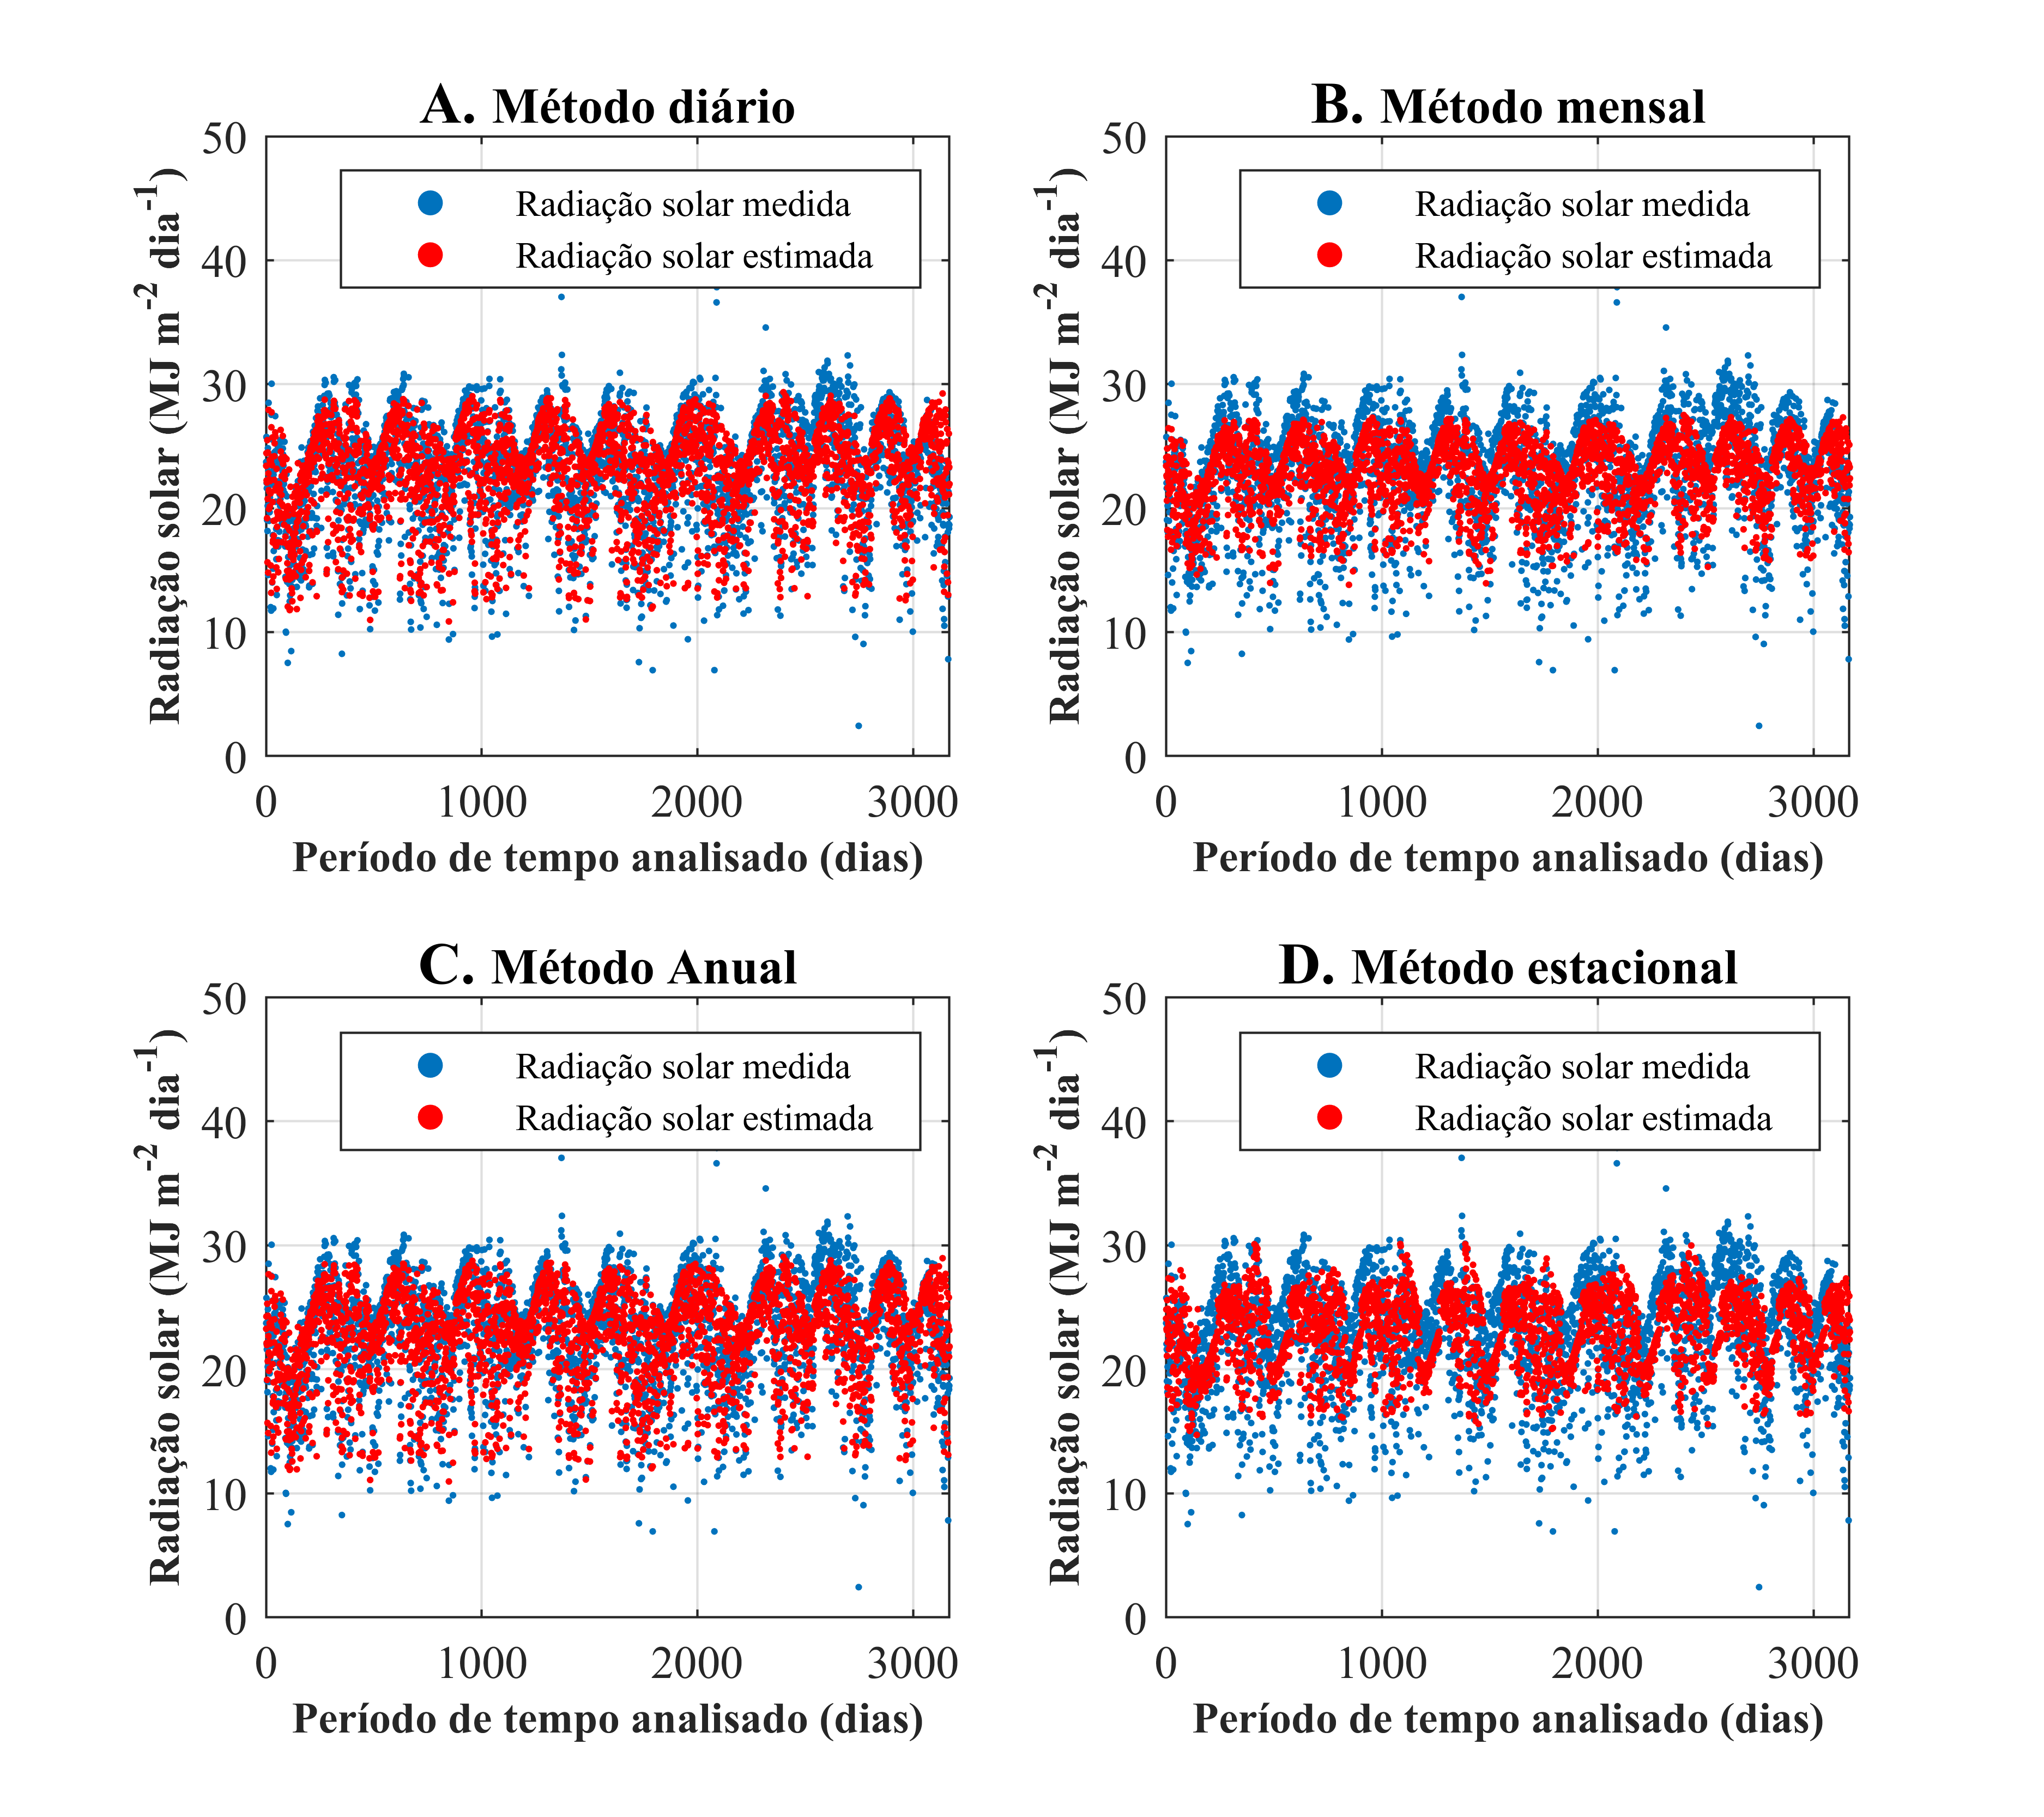 A. Método diário
50
40
30
20
10
0
Radiação solar (MJ m-2 dia-1)
Radiação solar medida
Radiação solar estimada
0 1000 2000 3000
Período de tempo analisado (dias)
B. Método mensal
50
40
30
20
10
0
Radiação solar (MJ m-2 dia-1)
Radiação solar medida
Radiação solar estimada
0 1000 2000 3000
Período de tempo analisado (dias)
C. Método Anual
50
40
30
20
10
0
Radiação solar (MJ m-2 dia-1)
Radiação solar medida
Radiação solar estimada
0 1000 2000 3000
Período de tempo analisado (dias)
D. Método estacional
50
40
30
20
10
0
Radiação solar (MJ m-2 dia-1)
Radiação solar medida
Radiação solar estimada
0 1000 2000 3000
Período de tempo analisado (dias)